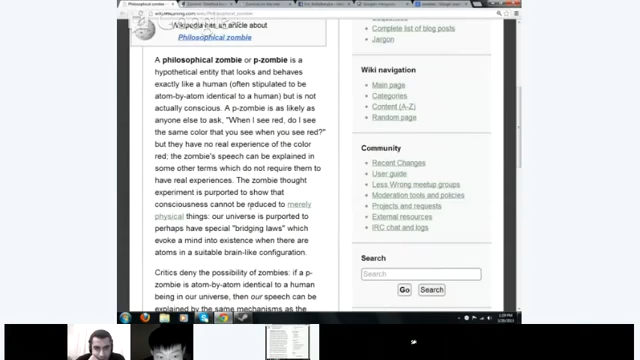 Philosophical zombie
Wikipedia has an article about
Philosophical zombie
A philosophical zombie or p-zombie is a
hypothetical entity that looks and behaves
exactly like a human (often stipulated to be
atom-by-atom identical to a human) but is not
actually conscious. A p-zombie is as likely as
anyone else to ask, "When I see red, do I see
the same color that you see when you see red?"
but they have no real experience of the color
red; the zombie's speech can be explained in
some other terms which do not require them to
have real experiences. The zombie thought
experiment is purported to show that
consciousness cannot be reduced to merely
physical things: our universe is purported to
perhaps have special "bridging laws" which
evoke a mind into existence when there are
atoms in a suitable brain-like configuration.
Critics deny the possibility of zombies: if a p-
zombie is atom-by-atom identical to a human
being in our universe, then our speech can be
explained by the same mechanisms as the
Complete list of blog posts
Jargon
Wiki navigation
Main page
Categories
Content (A-Z)
Random page
Community
Recent Changes
User guide
Less Wrong meetup groups
Moderation tools and policies
Projects and requests
External resources
IRC chat and logs
Search
Search
Go
Search